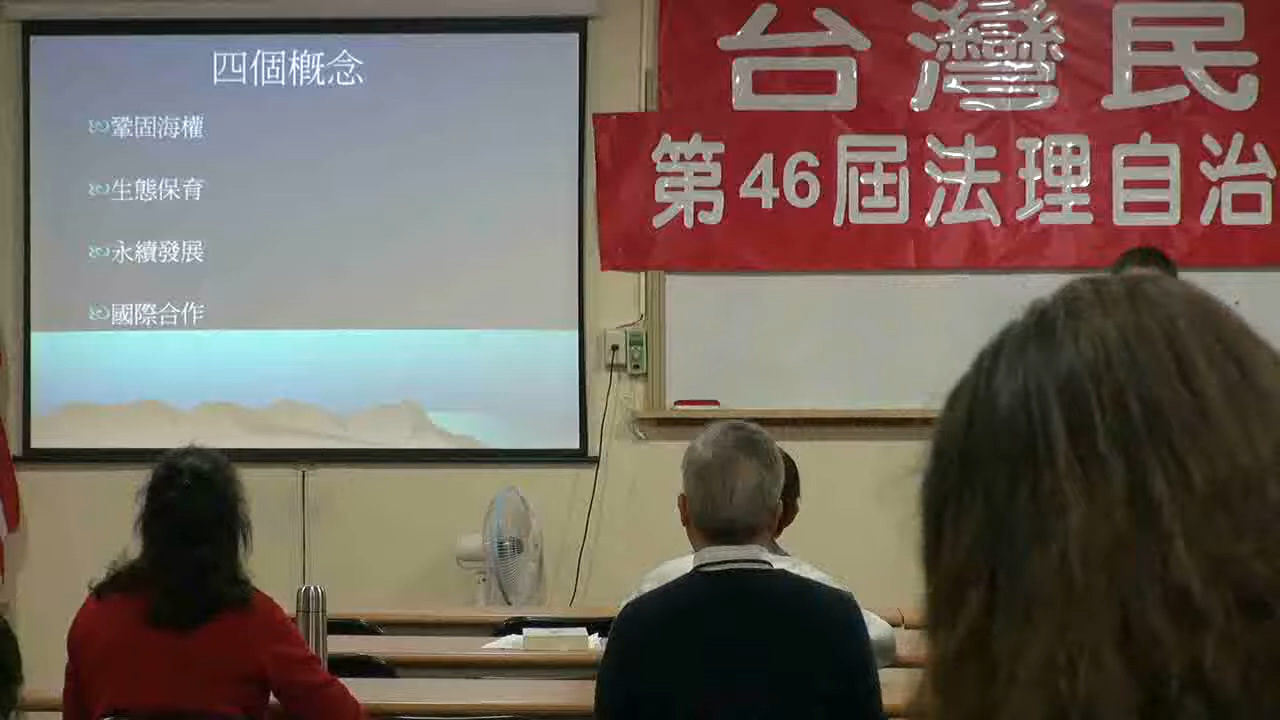 四個概念
鞏固海權
生態保育
永續發展
國際合作
台灣民
第46屆法理自治